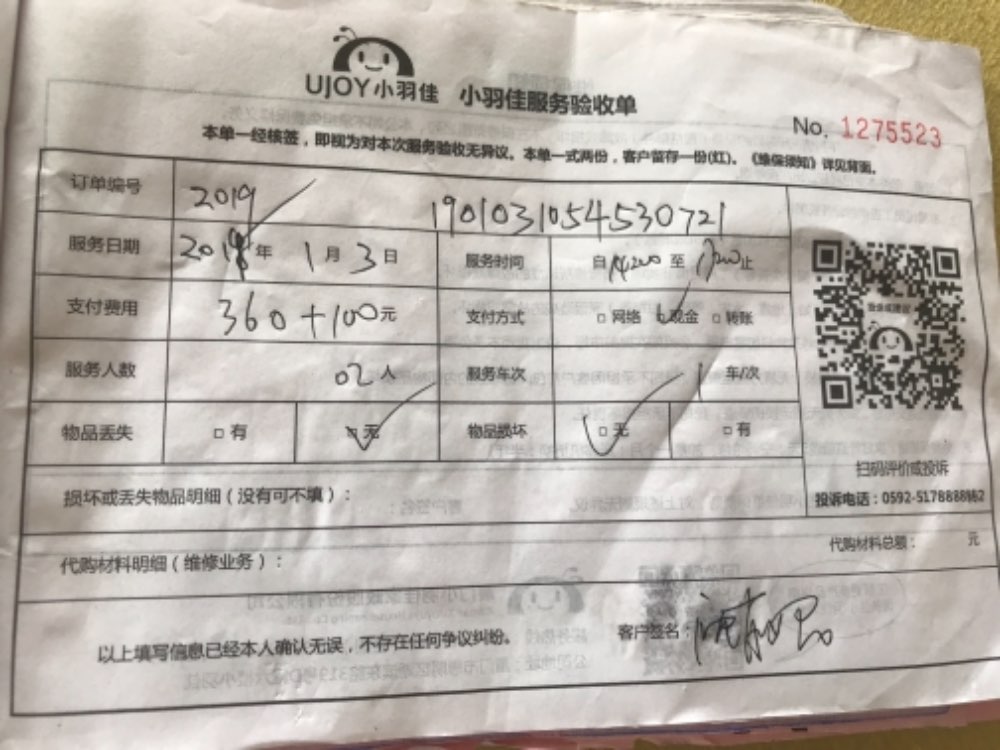 UJOY小羽佳 小羽佳服务验收单
No. 1275523
本单一经核签，即视为对本次服务验收无异议。本单一式两份，客户留存一份(红)。《维保须知》详见背面。
订单编号 2019 1901031054530721
服务日期 2019年 1月 3日 服务时间 自14:00至17:00止
支付费用 360+100元 支付方式 □网络 □现金 □转账
服务人数 02人 服务车次 1车/次
物品丢失 □有 □无 物品损坏 □无 □有
扫码评价或投诉
损坏或丢失物品明细（没有可不填）：
投诉电话：0592-5178888
代购材料总额： 元
代购材料明细（维修业务）：
客户签名：
以上填写信息已经本人确认无误，不存在任何争议纠纷。